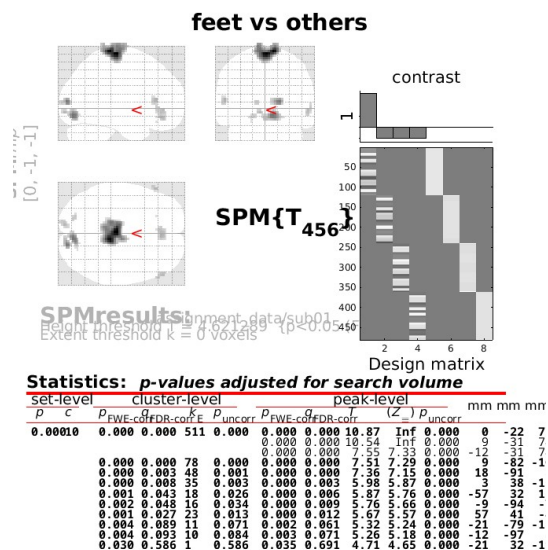 feet vs others
contrast
1
[0, -1, -1]
SPM{T456}
50
100
150
200
250
300
350
400
450
2 4 6 8
Design matrix
SPMresults: assignment_data/sub01
Height threshold T = 4.621289 {p<0.05
Extent threshold k = 0 voxels
Statistics: p-values adjusted for search volume
set-level cluster-level peak-level mm mm mm
p c pFWE-corr qFDR-corr kE puncorr pFWE-corr qFDR-corr T (Z≡) puncorr
0.000 10 0.000 0.000 511 0.000 0.000 0.000 10.87 Inf 0.000 0 -22 7
0.000 0.000 10.54 Inf 0.000 9 -31 7
0.000 0.000 7.55 7.33 0.000 -12 -31 7
0.000 0.000 78 0.000 0.000 0.000 7.51 7.29 0.000 9 -82 -1
0.000 0.003 48 0.001 0.000 0.000 7.36 7.15 0.000 18 -91
0.000 0.008 35 0.003 0.000 0.000 5.98 5.87 0.000 3 38 -1
0.001 0.043 18 0.026 0.000 0.006 5.87 5.76 0.000 -57 32 1
0.002 0.048 16 0.034 0.000 0.009 5.76 5.66 0.000 -9 -94 -
0.001 0.027 23 0.013 0.000 0.012 5.67 5.57 0.000 57 41 -
0.004 0.089 11 0.071 0.002 0.061 5.32 5.24 0.000 -21 -79 -1
0.004 0.093 10 0.084 0.003 0.071 5.26 5.18 0.000 -12 -97
0.030 0.586 1 0.586 0.035 0.691 4.71 4.65 0.000 -21 32 -1